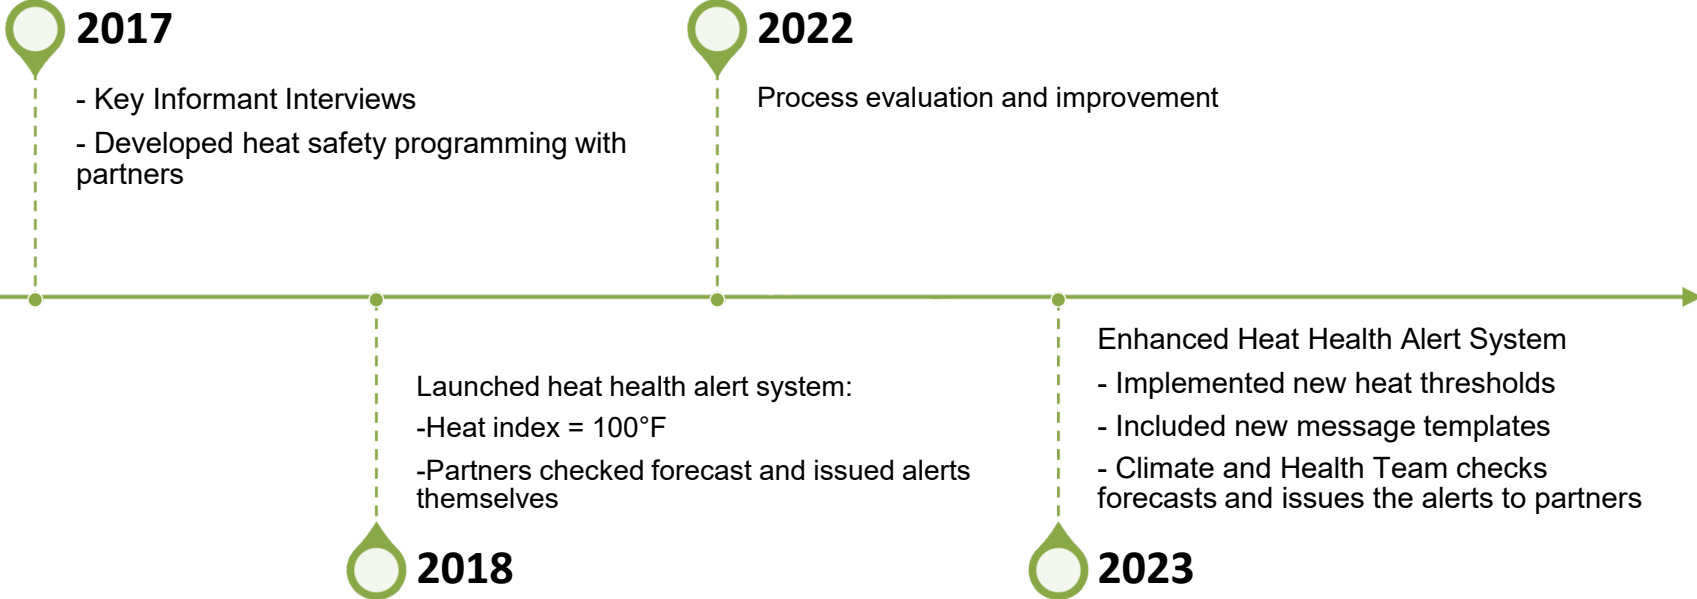 2017
- Key Informant Interviews
- Developed heat safety programming with
partners
2018
Launched heat health alert system:
-Heat index = 100°F
-Partners checked forecast and issued alerts
themselves
2022
Process evaluation and improvement
2023
Enhanced Heat Health Alert System
- Implemented new heat thresholds
- Included new message templates
- Climate and Health Team checks
forecasts and issues the alerts to partners